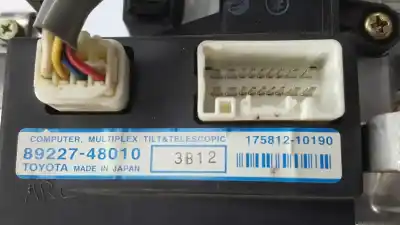 COMPUTER, MULTIPLEX TILT&TELESCOPIC 175812-10190
89227-48010 3B12
TOYOTA MADE IN JAPAN